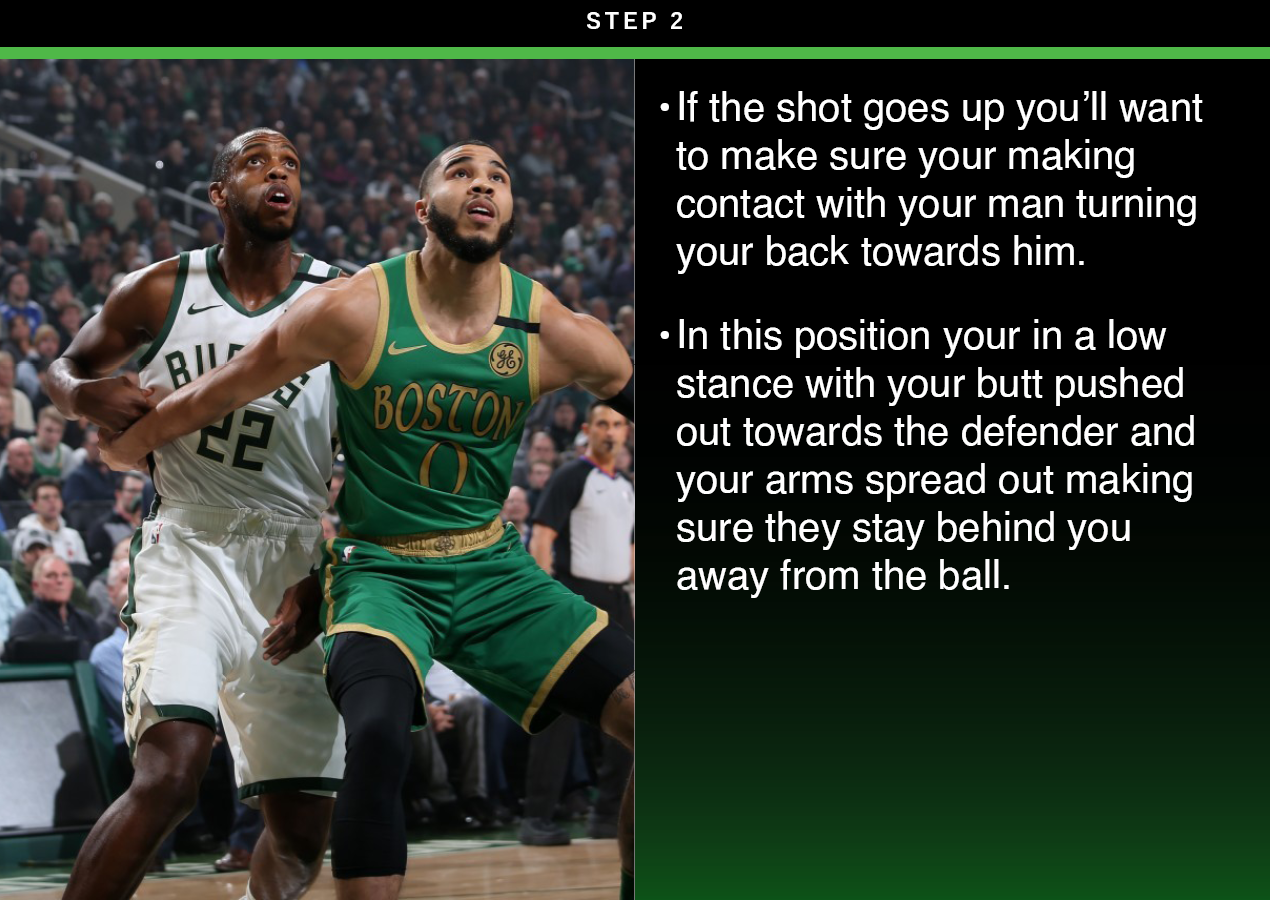 STEP 2
•If the shot goes up you’ll want
to make sure your making
contact with your man turning
your back towards him.
•In this position your in a low
stance with your butt pushed
out towards the defender and
your arms spread out making
sure they stay behind you
away from the ball.
22
BOSTON
0